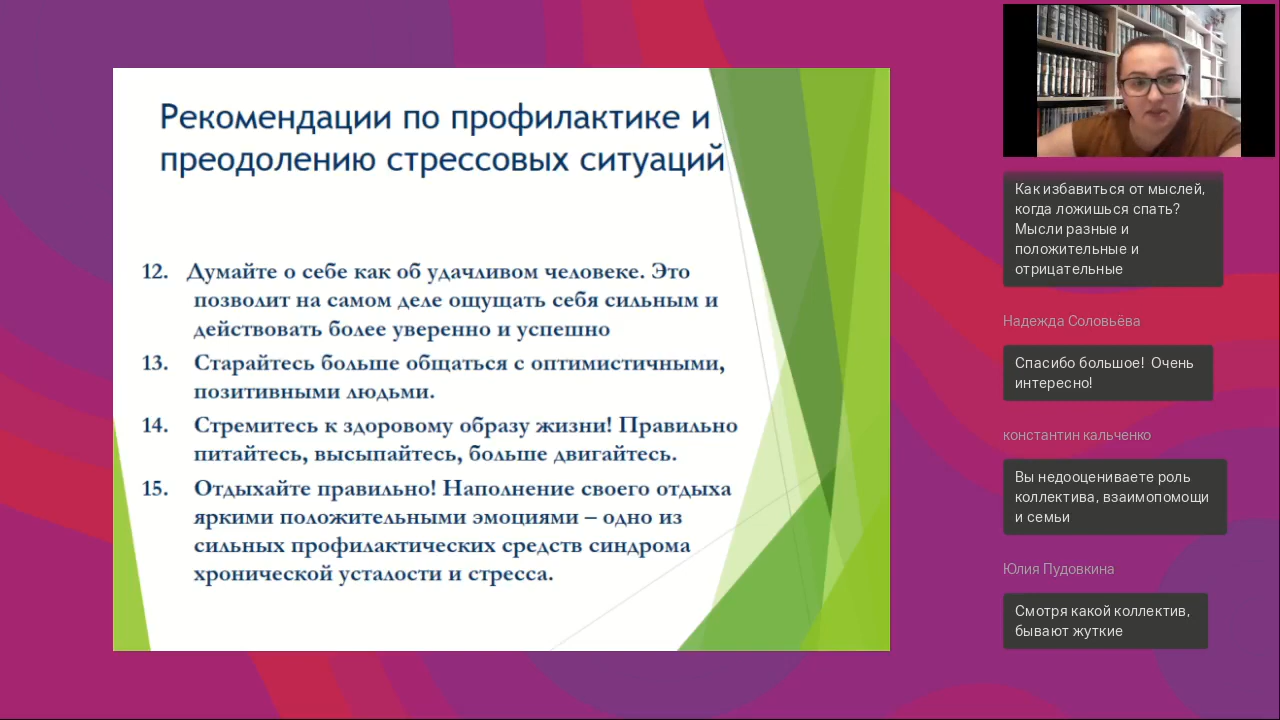 Рекомендации по профилактике и
преодолению стрессовых ситуаций
12. Думайте о себе как об удачливом человеке. Это
позволит на самом деле ощущать себя сильным и
действовать более уверенно и успешно
13. Старайтесь больше общаться с оптимистичными,
позитивными людьми.
14. Стремитесь к здоровому образу жизни! Правильно
питайтесь, высыпайтесь, больше двигайтесь.
15. Отдыхайте правильно! Наполнение своего отдыха
яркими положительными эмоциями – одно из
сильных профилактических средств синдрома
хронической усталости и стресса.
Как избавиться от мыслей,
когда ложишься спать?
Мысли разные и
положительные и
отрицательные
Надежда Соловьёва
Спасибо большое! Очень
интересно!
константин кальченко
Вы недооцениваете роль
коллектива, взаимопомощи
и семьи
Юлия Пудовкина
Смотря какой коллектив,
бывают жуткие